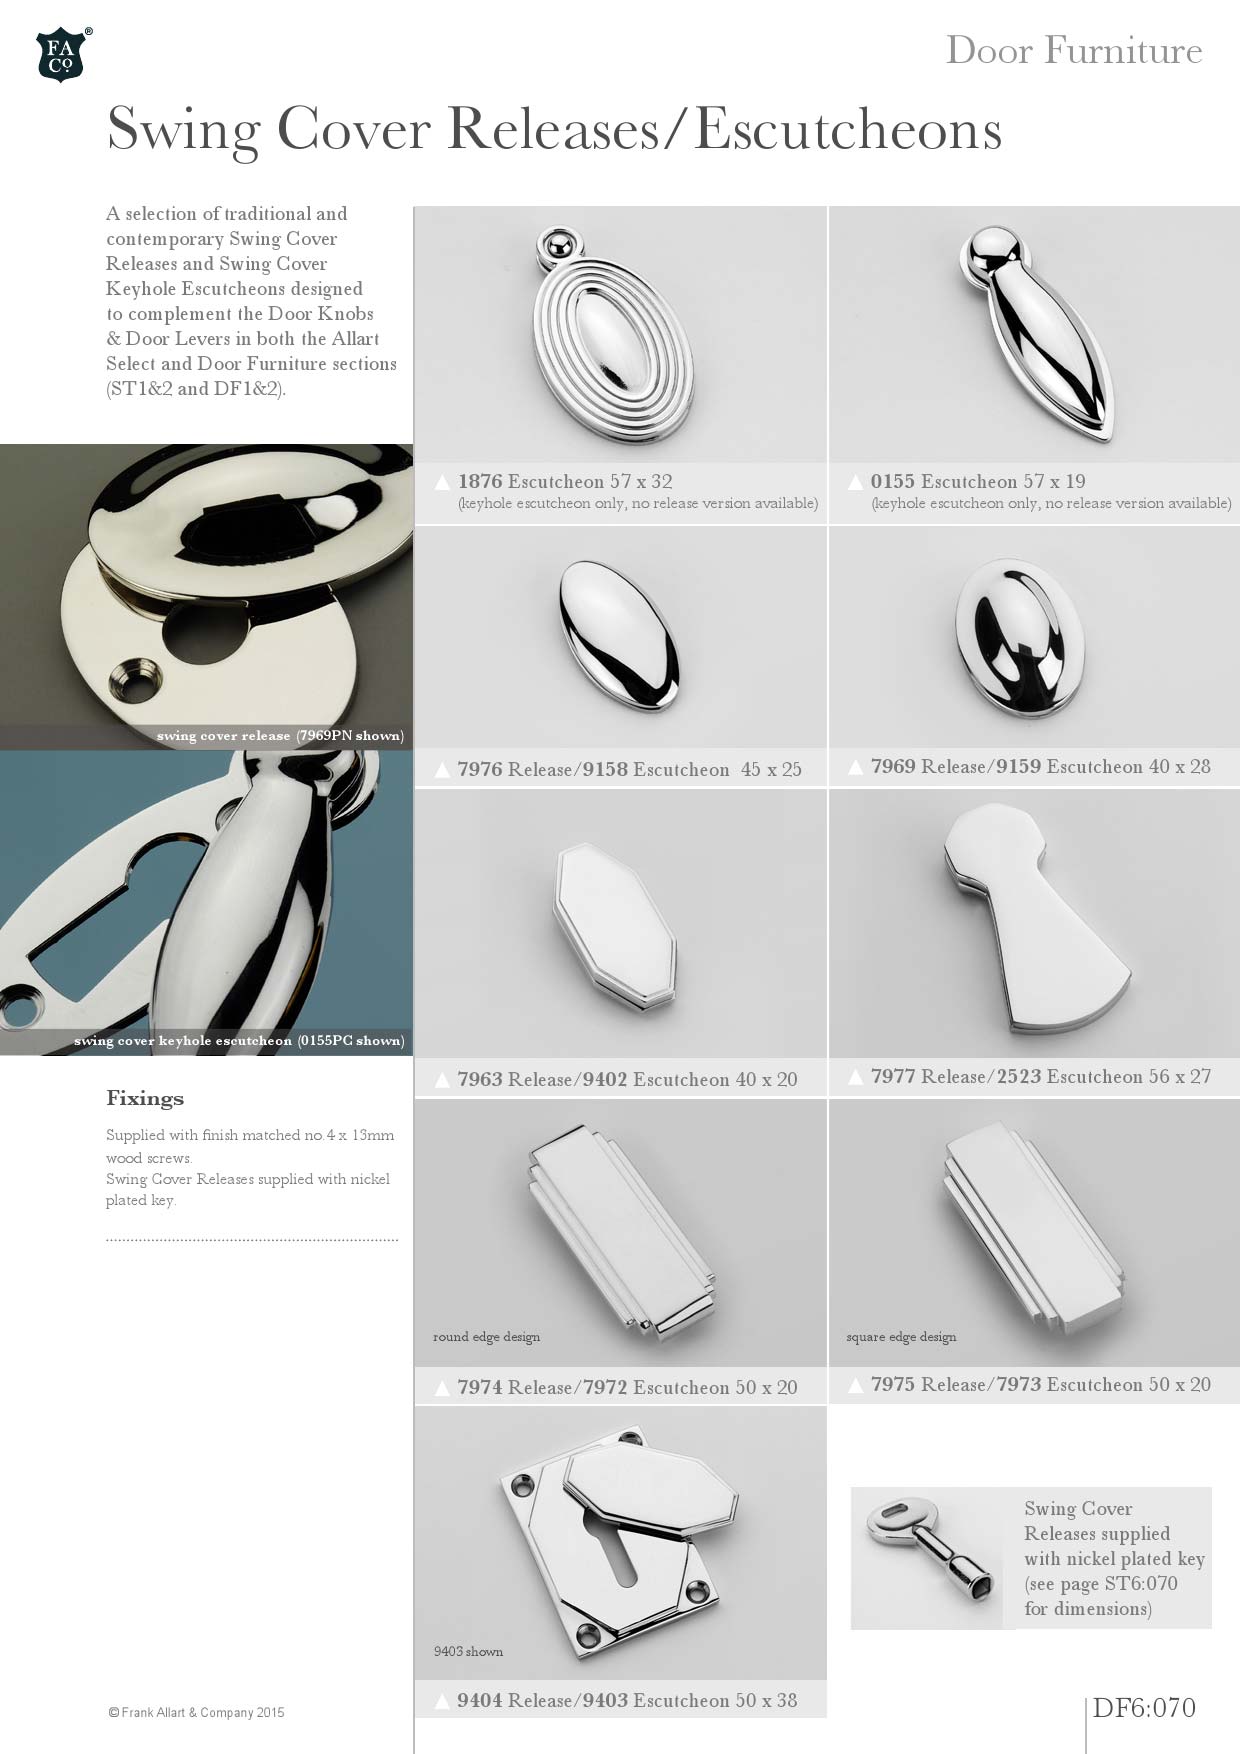 FA
Co.
®
Door Furniture
Swing Cover Releases/Escutcheons
A selection of traditional and
contemporary Swing Cover
Releases and Swing Cover
Keyhole Escutcheons designed
to complement the Door Knobs
& Door Levers in both the Allart
Select and Door Furniture sections
(ST1&2 and DF1&2).
swing cover release (7969PN shown)
swing cover keyhole escutcheon (0155PC shown)
Fixings
Supplied with finish matched no.4 x 13mm
wood screws.
Swing Cover Releases supplied with nickel
plated key.
1876 Escutcheon 57 x 32
(keyhole escutcheon only, no release version available)
0155 Escutcheon 57 x 19
(keyhole escutcheon only, no release version available)
7976 Release/9158 Escutcheon 45 x 25
7969 Release/9159 Escutcheon 40 x 28
7963 Release/9402 Escutcheon 40 x 20
7977 Release/2523 Escutcheon 56 x 27
round edge design
7974 Release/7972 Escutcheon 50 x 20
square edge design
7975 Release/7973 Escutcheon 50 x 20
9403 shown
9404 Release/9403 Escutcheon 50 x 38
Swing Cover
Releases supplied
with nickel plated key
(see page ST6:070
for dimensions)
© Frank Allart & Company 2015
DF6:070